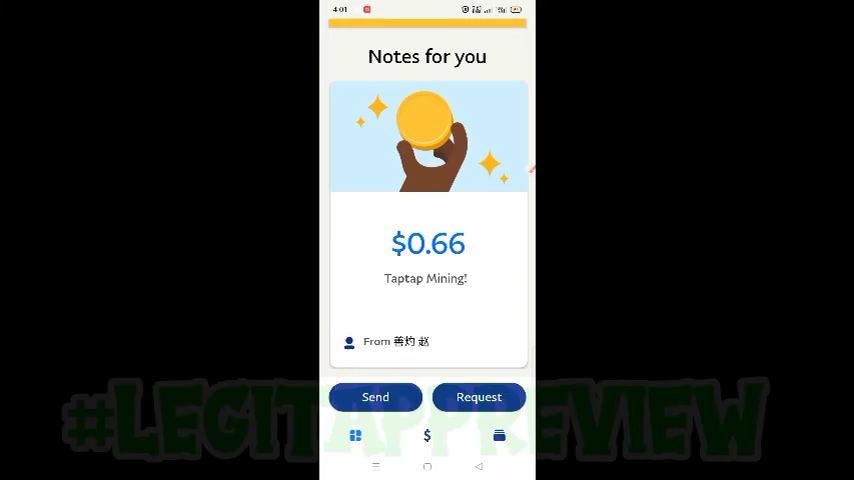 4:01
Notes for you
$0.66
Taptap Mining!
From 善灼 赵
Send
Request
$
#LEGITAPPREVIEW